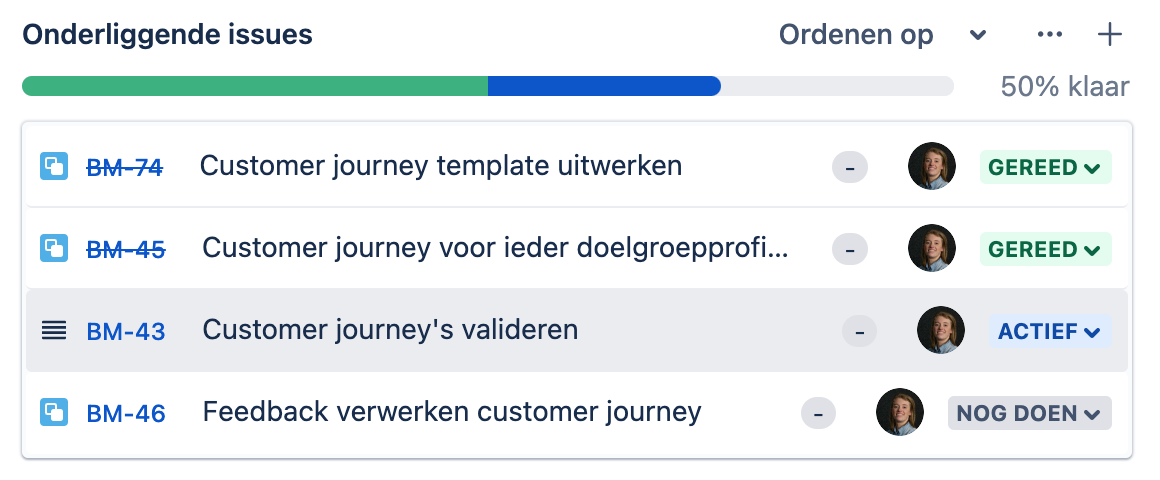 Onderliggende issues Ordenen op
50% klaar
BM-74 Customer journey template uitwerken - GEREED
BM-45 Customer journey voor ieder doelgroepprofi... - GEREED
BM-43 Customer journey's valideren - ACTIEF
BM-46 Feedback verwerken customer journey - NOG DOEN